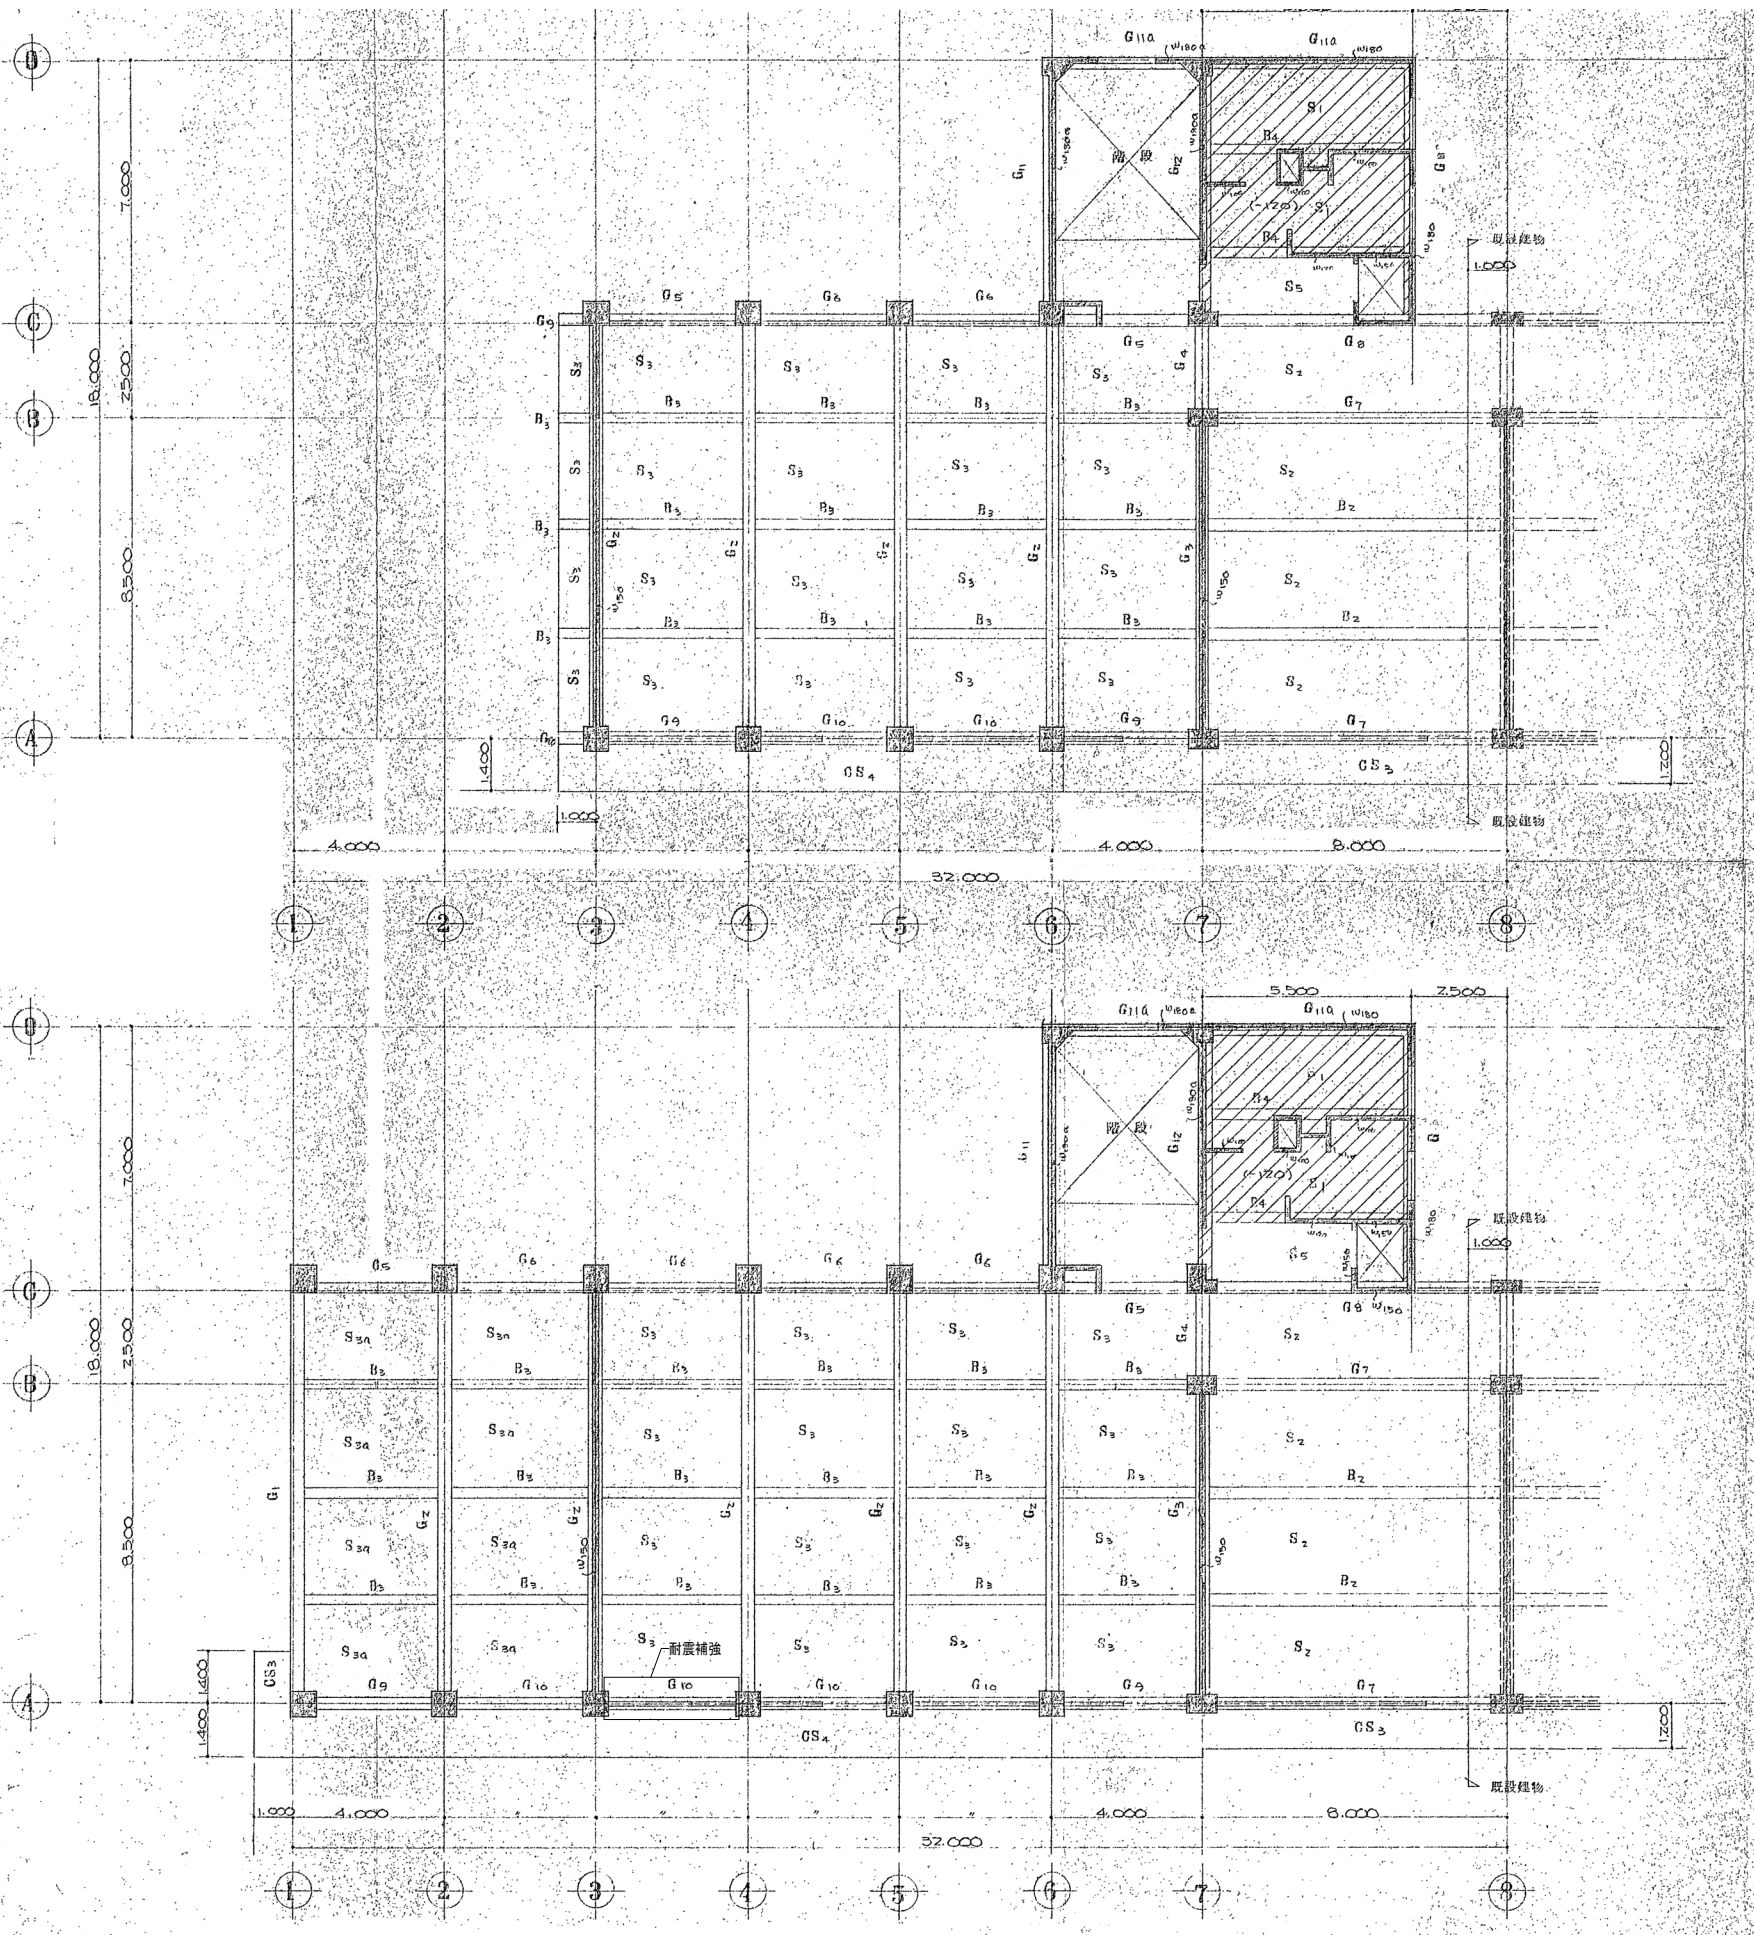 G11a w180a G11a w180
D
S1
B4
7.000 G11 w180a 階段 w180a G12 G8
(-120) S1
B4 w180 既設建物
1.000
S5
G5 G6 G6
C G9
G5 G4 G8
18.000 2.500 S3 S3 S3 S3 S3 S2
B3 B3 B3 B3 G7
B B3
S3 S3 S3 S3 S3 S2
B3 B3 B3 B3 B2
B3
G2 G2 G2 G2 G3
8.500 S3 S3 S3 S3 S3 w150 S2
w150
B3 B3 B3 B3 B2
B3
S3 S3 S3 S3 S3 S2
G9 G10 G10 G9 G7
A G10
1.400 CS4 CS3 1.200
1.000 既設建物
4.000 4.000 8.000
32.000
1 2 3 4 5 6 7 8
5.500 2.500
G11a w180a G11a w180
D
S1
B4
7.000 G11 w180a 階段 w180a G12 G
(-120) S1
B4 w180 既設建物
1.000
G5 G6 G6 G6 G6 S5 w150
C
G5 G4 G8 w150
18.000 2.500 S3a S3a S3 S3 S3 S3 S2
B3 B3 B3 B3 B3 B3 G7
B
S3a S3a S3 S3 S3 S3 S2
B3 B3 B3 B3 B3 B3 B2
G1 G2 G2 G2 G2 G2 G3
8.500 S3a S3a w150 S3 S3 S3 S3 w150 S2
B3 B3 B3 B3 B3 B3 B2
S3a S3a S3 S3 S3 S3 S2
耐震補強
1.400 CS3 G9 G10 G10 G10 G10 G9 G7
A
1.400 CS4 CS3 1.200
既設建物
1.000 4.000 〃 〃 〃 〃 4.000 8.000
32.000
1 2 3 4 5 6 7 8